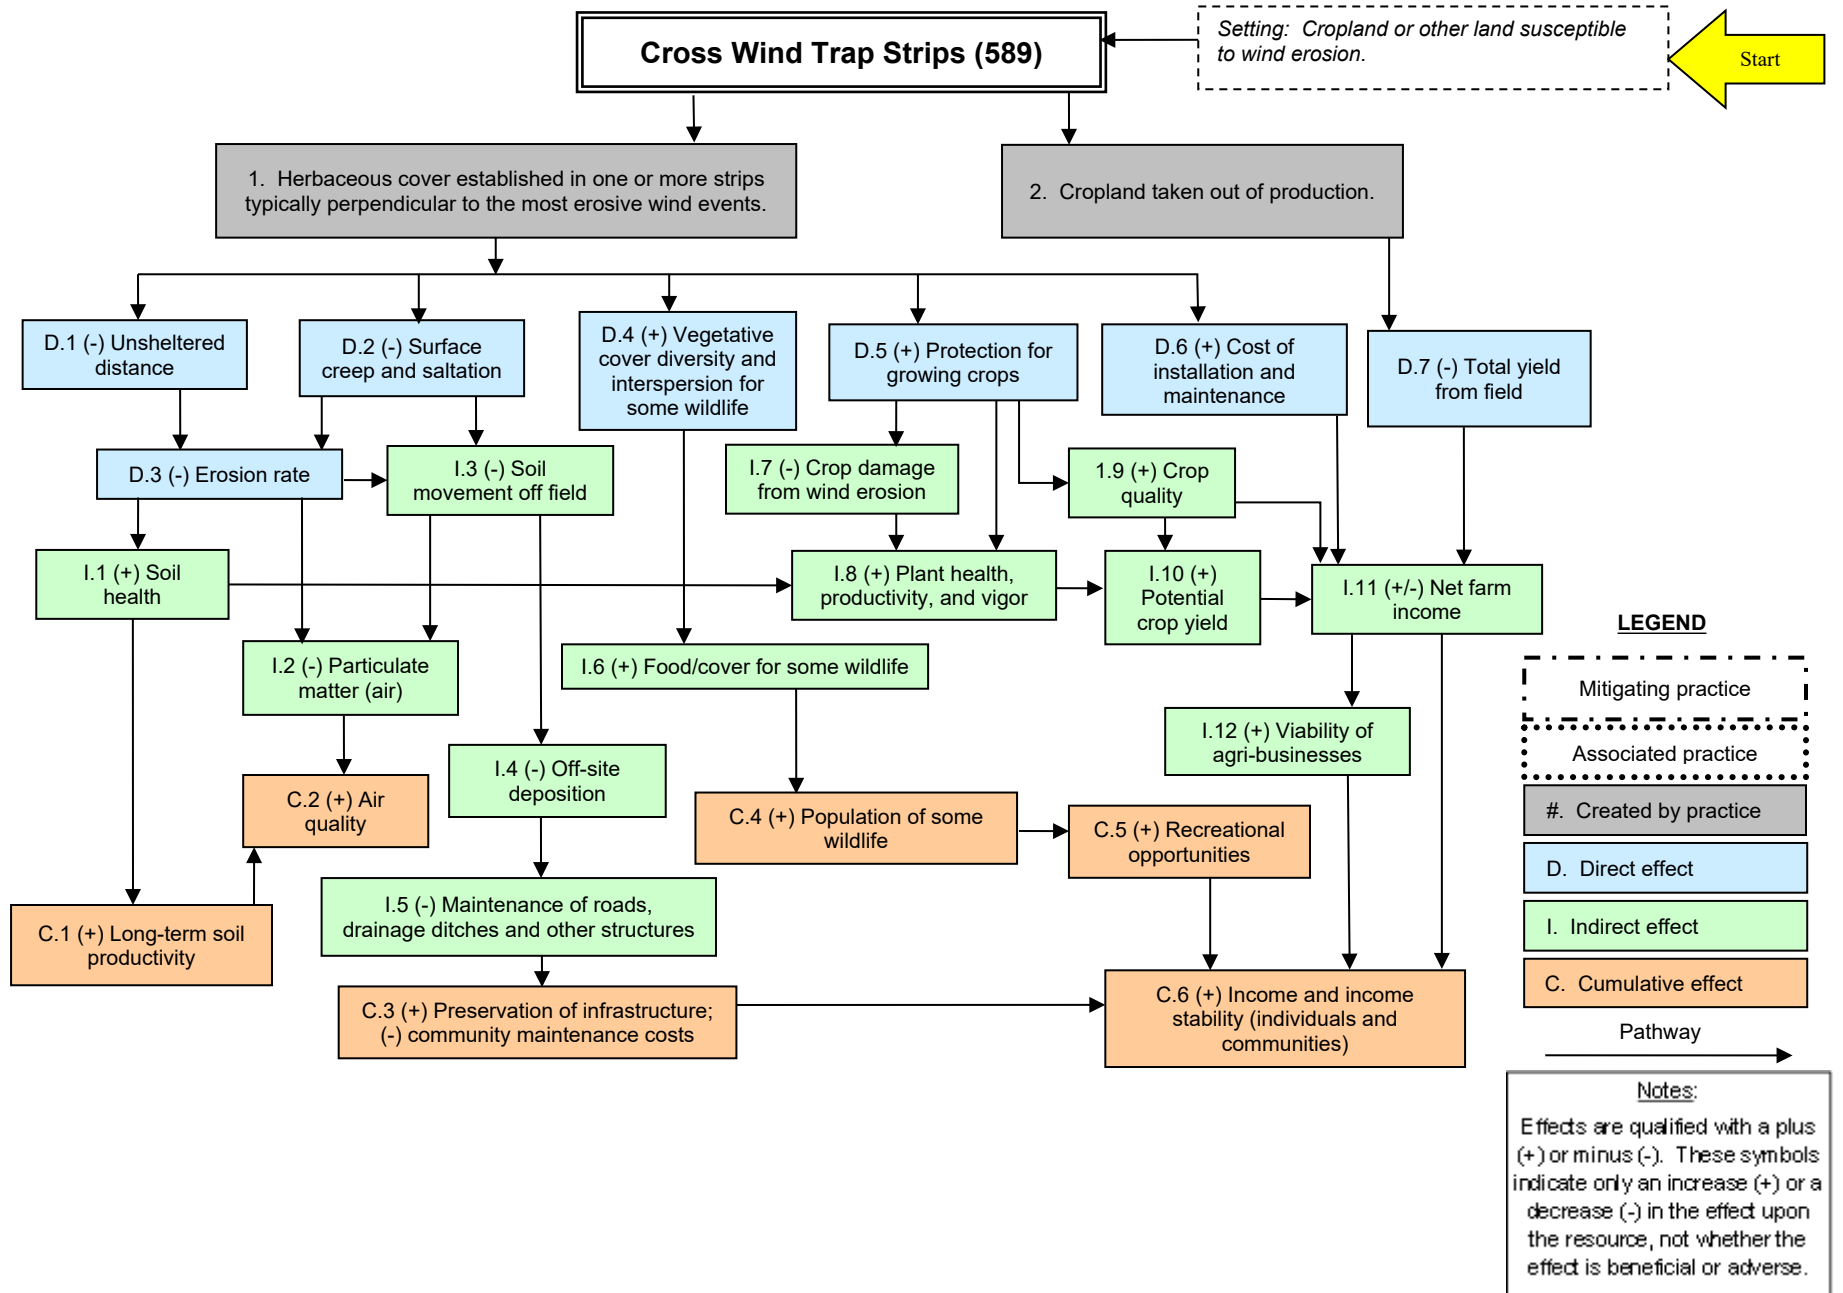 Cross Wind Trap Strips (589)
Setting:  Cropland or other land susceptible
to wind erosion.
Start
1.  Herbaceous cover established in one or more strips
typically perpendicular to the most erosive wind events.
2.  Cropland taken out of production.
D.1 (-) Unsheltered
distance
D.2 (-) Surface
creep and saltation
D.4 (+) Vegetative
cover diversity and
interspersion for
some wildlife
D.5 (+) Protection for
growing crops
D.6 (+) Cost of
installation and
maintenance
D.7 (-) Total yield
from field
D.3 (-) Erosion rate
I.3 (-) Soil
movement off field
I.7 (-) Crop damage
from wind erosion
1.9 (+) Crop
quality
I.1 (+) Soil
health
I.8 (+) Plant health,
productivity, and vigor
I.10 (+)
Potential
crop yield
I.11 (+/-) Net farm
income
I.2 (-) Particulate
matter (air)
I.6 (+) Food/cover for some wildlife
I.12 (+) Viability of
agri-businesses
I.4 (-) Off-site
deposition
C.2 (+) Air
quality
C.4 (+) Population of some
wildlife
C.5 (+) Recreational
opportunities
I.5 (-) Maintenance of roads,
drainage ditches and other structures
C.1 (+) Long-term soil
productivity
C.3 (+) Preservation of infrastructure;
(-) community maintenance costs
C.6 (+) Income and income
stability (individuals and
communities)
LEGEND
Mitigating practice
Associated practice
#.  Created by practice
D.  Direct effect
I.  Indirect effect
C.  Cumulative effect
Pathway
Notes:
Effects are qualified with a plus
(+) or minus (-).  These symbols
indicate only an increase (+) or a
decrease (-) in the effect upon
the resource, not whether the
effect is beneficial or adverse.